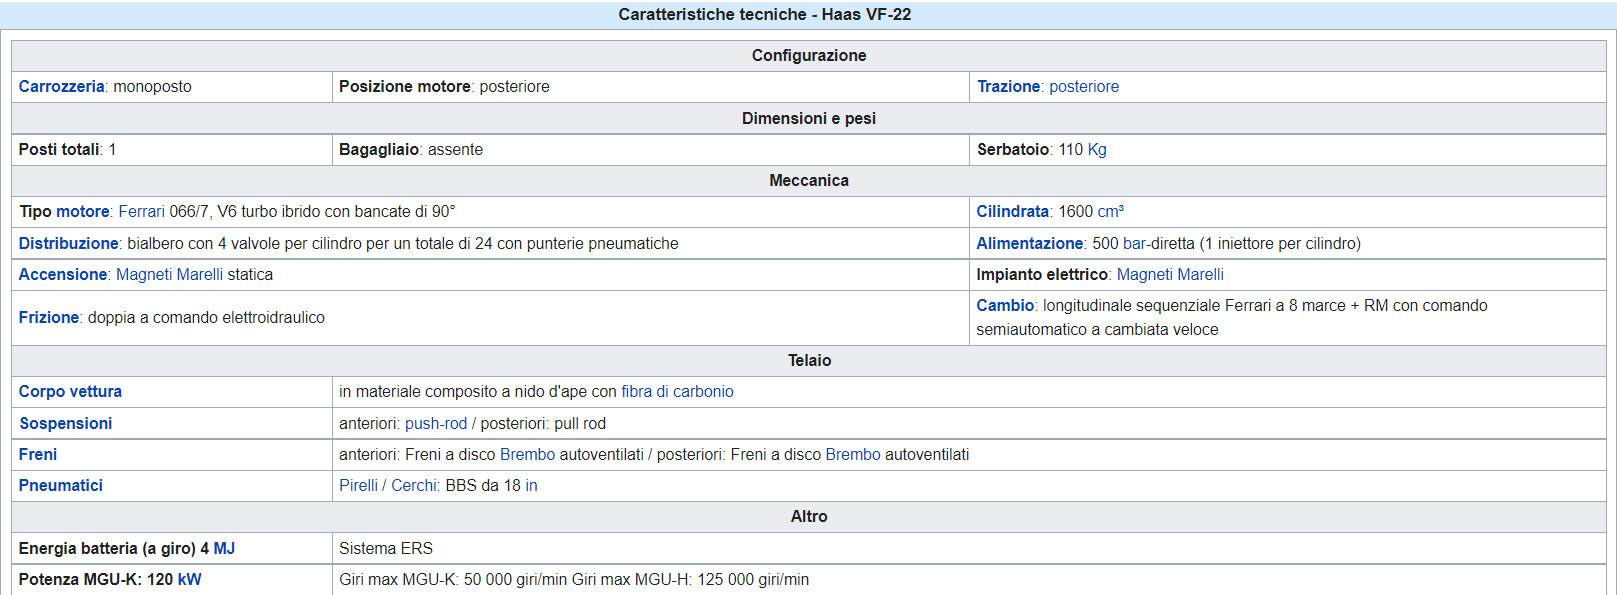 Caratteristiche tecniche - Haas VF-22
Configurazione
Carrozzeria: monoposto
Posizione motore: posteriore
Trazione: posteriore
Dimensioni e pesi
Posti totali: 1
Bagagliaio: assente
Serbatoio: 110 Kg
Meccanica
Tipo motore: Ferrari 066/7, V6 turbo ibrido con bancate di 90°
Cilindrata: 1600 cm³
Distribuzione: bialbero con 4 valvole per cilindro per un totale di 24 con punterie pneumatiche
Alimentazione: 500 bar-diretta (1 iniettore per cilindro)
Accensione: Magneti Marelli statica
Impianto elettrico: Magneti Marelli
Frizione: doppia a comando elettroidraulico
Cambio: longitudinale sequenziale Ferrari a 8 marce + RM con comando
semiautomatico a cambiata veloce
Telaio
Corpo vettura
in materiale composito a nido d'ape con fibra di carbonio
Sospensioni
anteriori: push-rod / posteriori: pull rod
Freni
anteriori: Freni a disco Brembo autoventilati / posteriori: Freni a disco Brembo autoventilati
Pneumatici
Pirelli / Cerchi: BBS da 18 in
Altro
Energia batteria (a giro) 4 MJ
Sistema ERS
Potenza MGU-K: 120 kW
Giri max MGU-K: 50 000 giri/min Giri max MGU-H: 125 000 giri/min